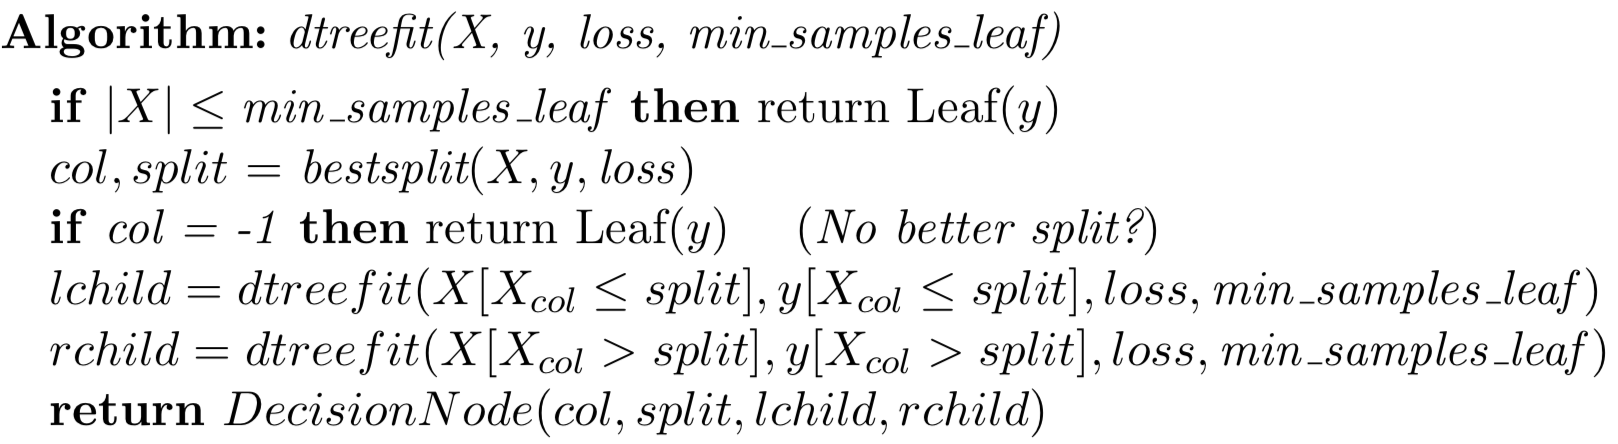 Algorithm: dtreefit(X, y, loss, min_samples_leaf)
if |X| ≤ min_samples_leaf then return Leaf(y)
col, split = bestsplit(X, y, loss)
if col = -1 then return Leaf(y) (No better split?)
lchild = dtreefit(X[X_col ≤ split], y[X_col ≤ split], loss, min_samples_leaf)
rchild = dtreefit(X[X_col > split], y[X_col > split], loss, min_samples_leaf)
return DecisionNode(col, split, lchild, rchild)